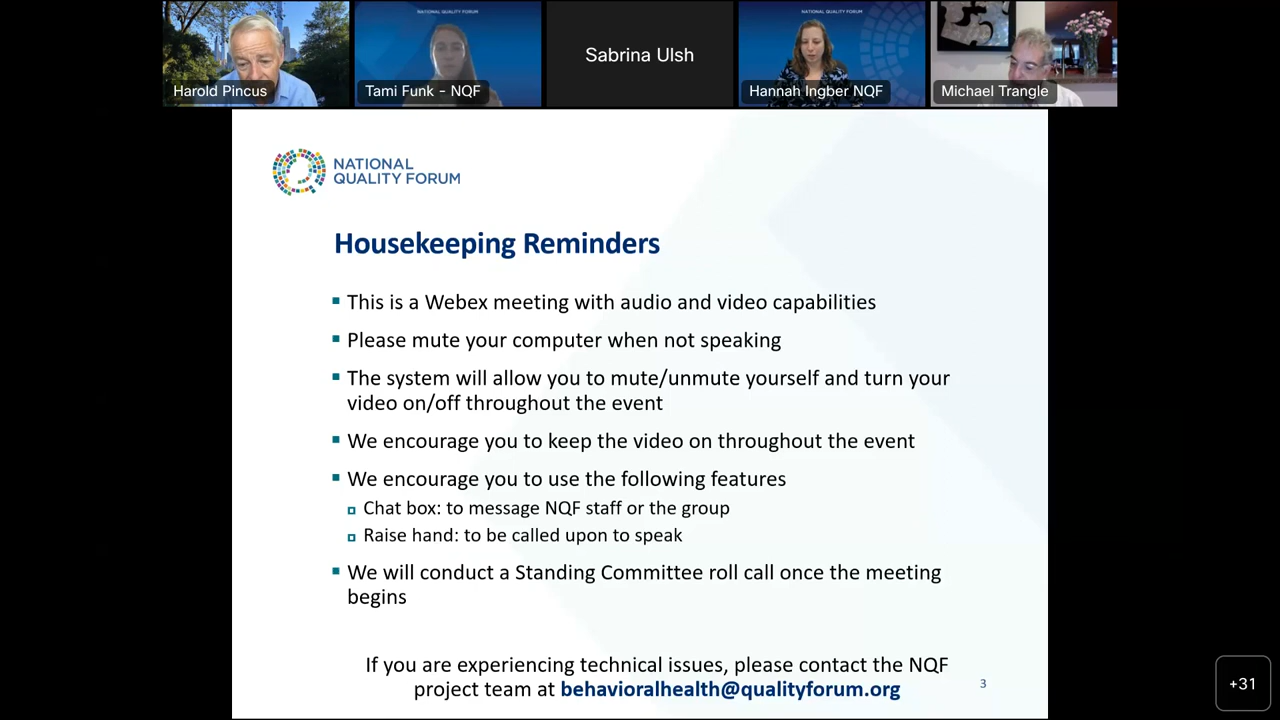 NATIONAL QUALITY FORUM
NATIONAL QUALITY FORUM
Sabrina Ulsh
Harold Pincus
Tami Funk - NQF
Hannah Ingber NQF
Michael Trangle
NATIONAL
QUALITY FORUM
Housekeeping Reminders
This is a Webex meeting with audio and video capabilities
Please mute your computer when not speaking
The system will allow you to mute/unmute yourself and turn your
video on/off throughout the event
We encourage you to keep the video on throughout the event
We encourage you to use the following features
Chat box: to message NQF staff or the group
Raise hand: to be called upon to speak
We will conduct a Standing Committee roll call once the meeting
begins
If you are experiencing technical issues, please contact the NQF
project team at behavioralhealth@qualityforum.org
3
+31